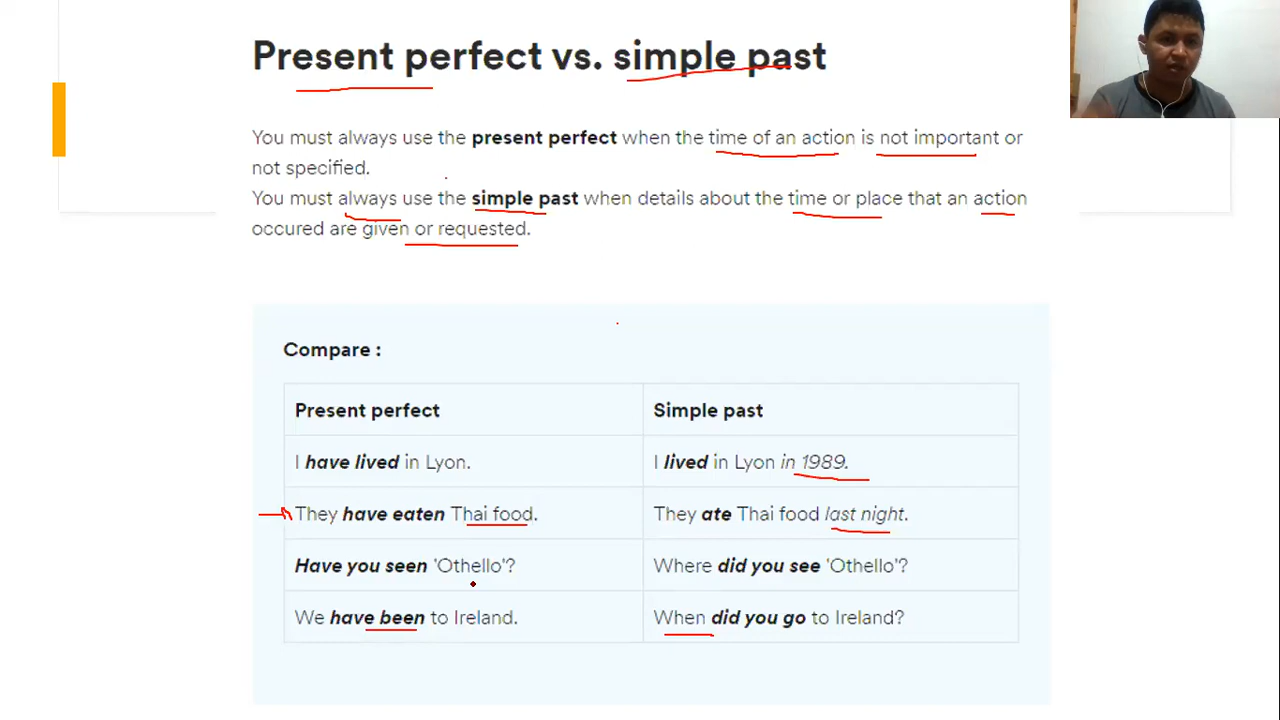 Present perfect vs. simple past
You must always use the present perfect when the time of an action is not important or
not specified.
You must always use the simple past when details about the time or place that an action
occured are given or requested.
Compare :
Present perfect
Simple past
I have lived in Lyon.
I lived in Lyon in 1989.
They have eaten Thai food.
They ate Thai food last night.
Have you seen 'Othello'?
Where did you see 'Othello'?
We have been to Ireland.
When did you go to Ireland?